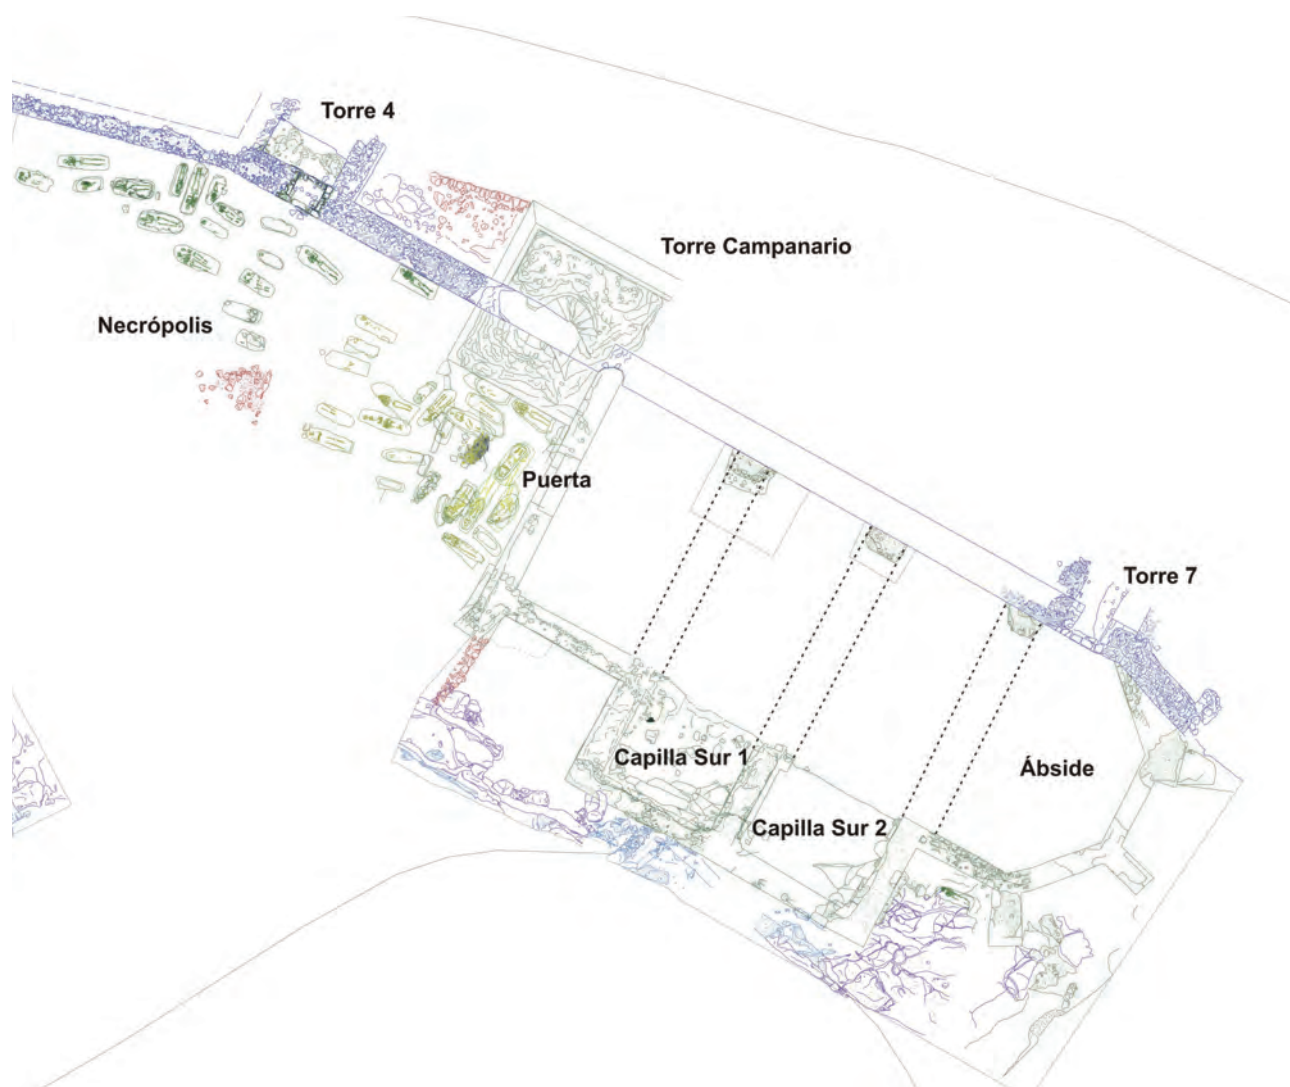 Torre 4
Torre Campanario
Necrópolis
Puerta
Torre 7
Capilla Sur 1
Ábside
Capilla Sur 2